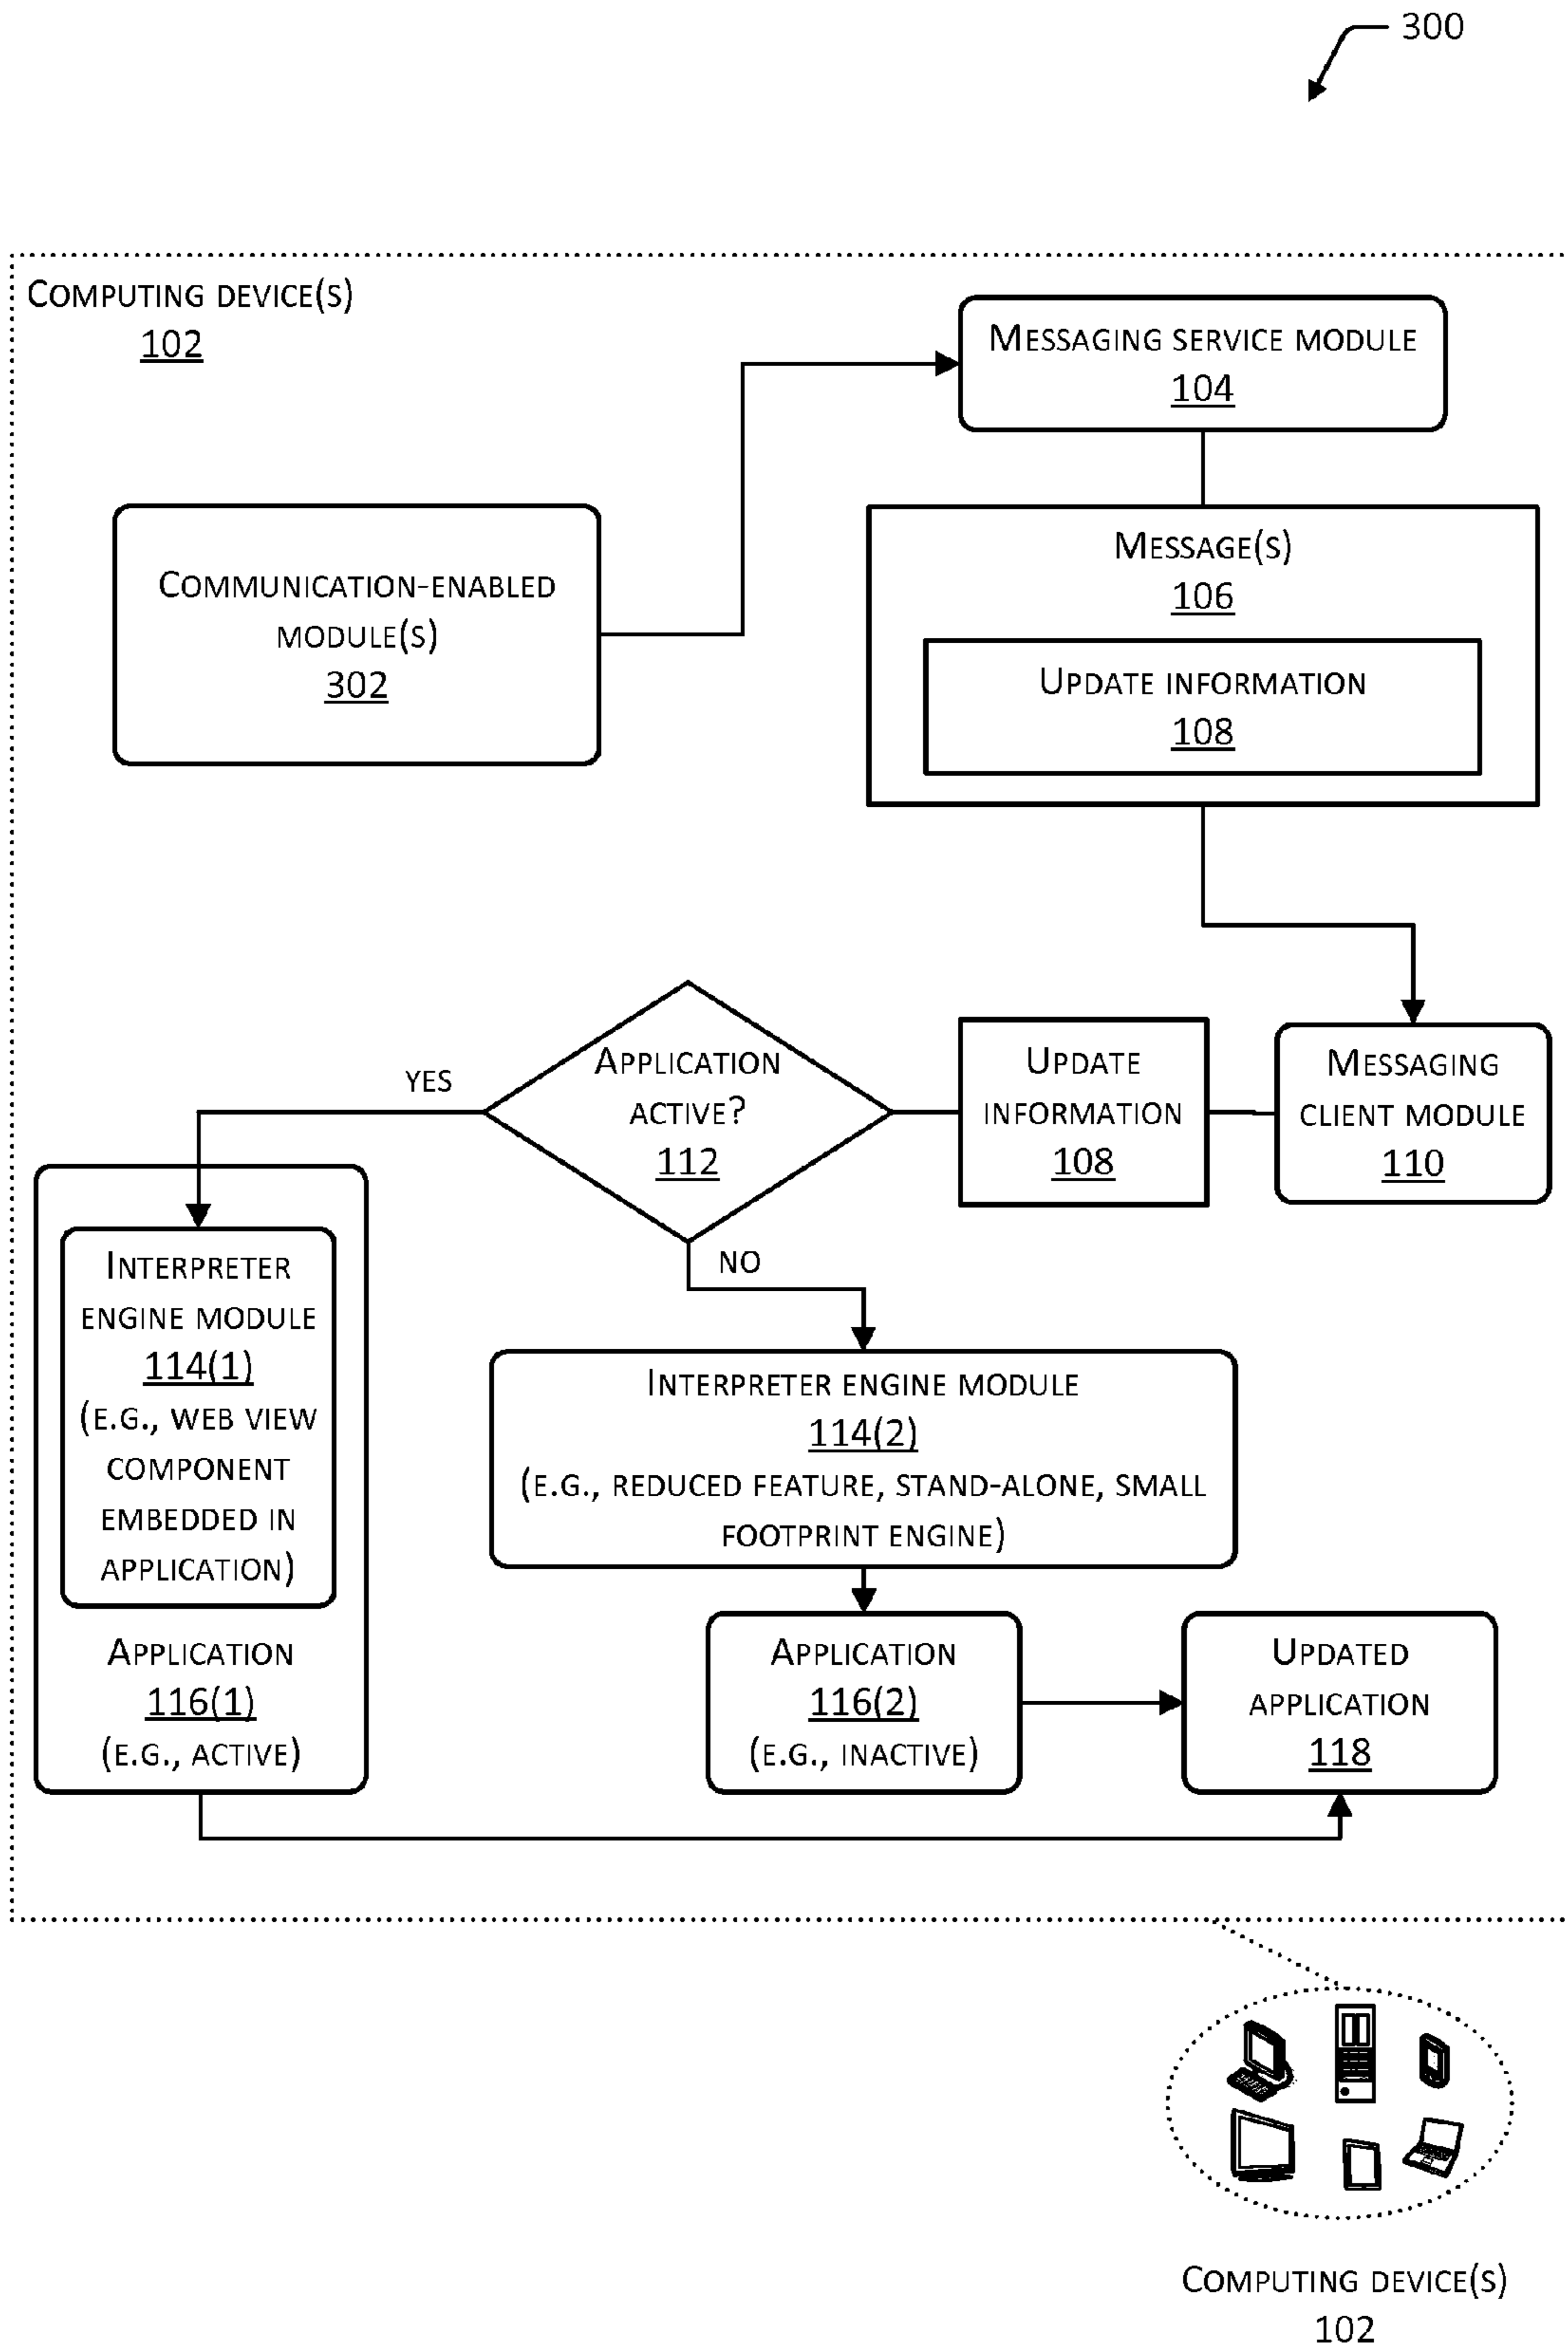 300
COMPUTING DEVICE(S)
102
MESSAGING SERVICE MODULE
104
COMMUNICATION-ENABLED
MODULE(S)
302
MESSAGE(S)
106
UPDATE INFORMATION
108
YES
APPLICATION
ACTIVE?
112
UPDATE
INFORMATION
108
MESSAGING
CLIENT MODULE
110
NO
INTERPRETER
ENGINE MODULE
114(1)
(E.G., WEB VIEW
COMPONENT
EMBEDDED IN
APPLICATION)
APPLICATION
116(1)
(E.G., ACTIVE)
INTERPRETER ENGINE MODULE
114(2)
(E.G., REDUCED FEATURE, STAND-ALONE, SMALL
FOOTPRINT ENGINE)
APPLICATION
116(2)
(E.G., INACTIVE)
UPDATED
APPLICATION
118
COMPUTING DEVICE(S)
102